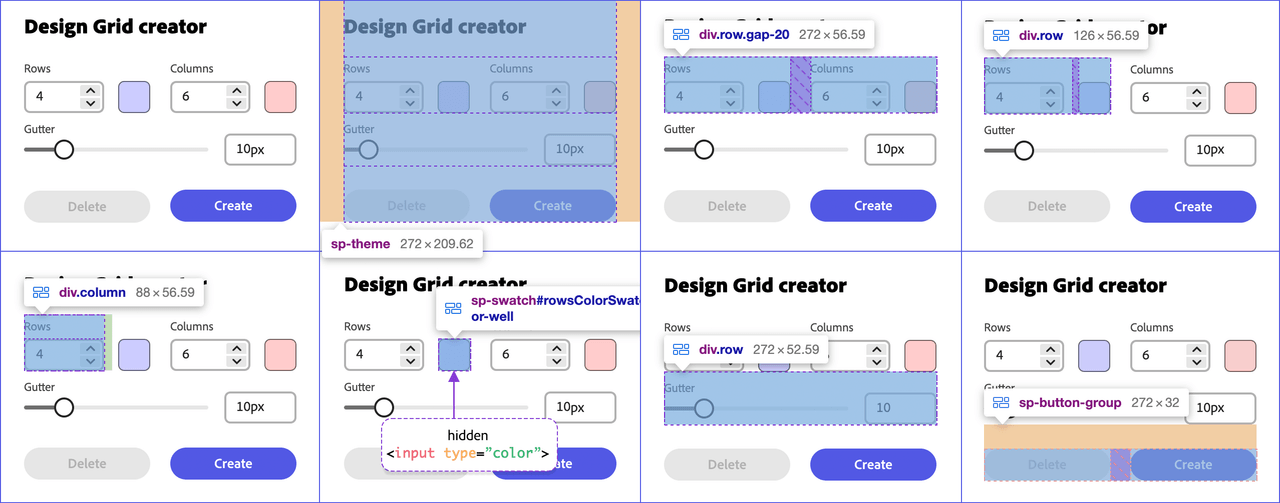 Design Grid creator
Rows
Columns
4
6
Gutter
10px
Delete
Create
Design Grid creator
Rows
Columns
4
6
Gutter
10px
Delete
Create
sp-theme 272 × 209.62
div.row.gap-20 272 × 56.59
Rows
Columns
4
6
Gutter
10px
Delete
Create
or
div.row 126 × 56.59
Rows
Columns
4
6
Gutter
10px
Delete
Create
div.column 88 × 56.59
Rows
Columns
4
6
Gutter
10px
Delete
Create
Design Grid creator
sp-swatch#rowsColorSwat
or-well
4
6
Gutter
10px
hidden
<input type="color">
Design Grid creator
Rows
Columns
div.row 272 × 52.59
Gutter
10
Delete
Create
Design Grid creator
Rows
Columns
4
6
sp-button-group 272 × 32
10px
Delete
Create